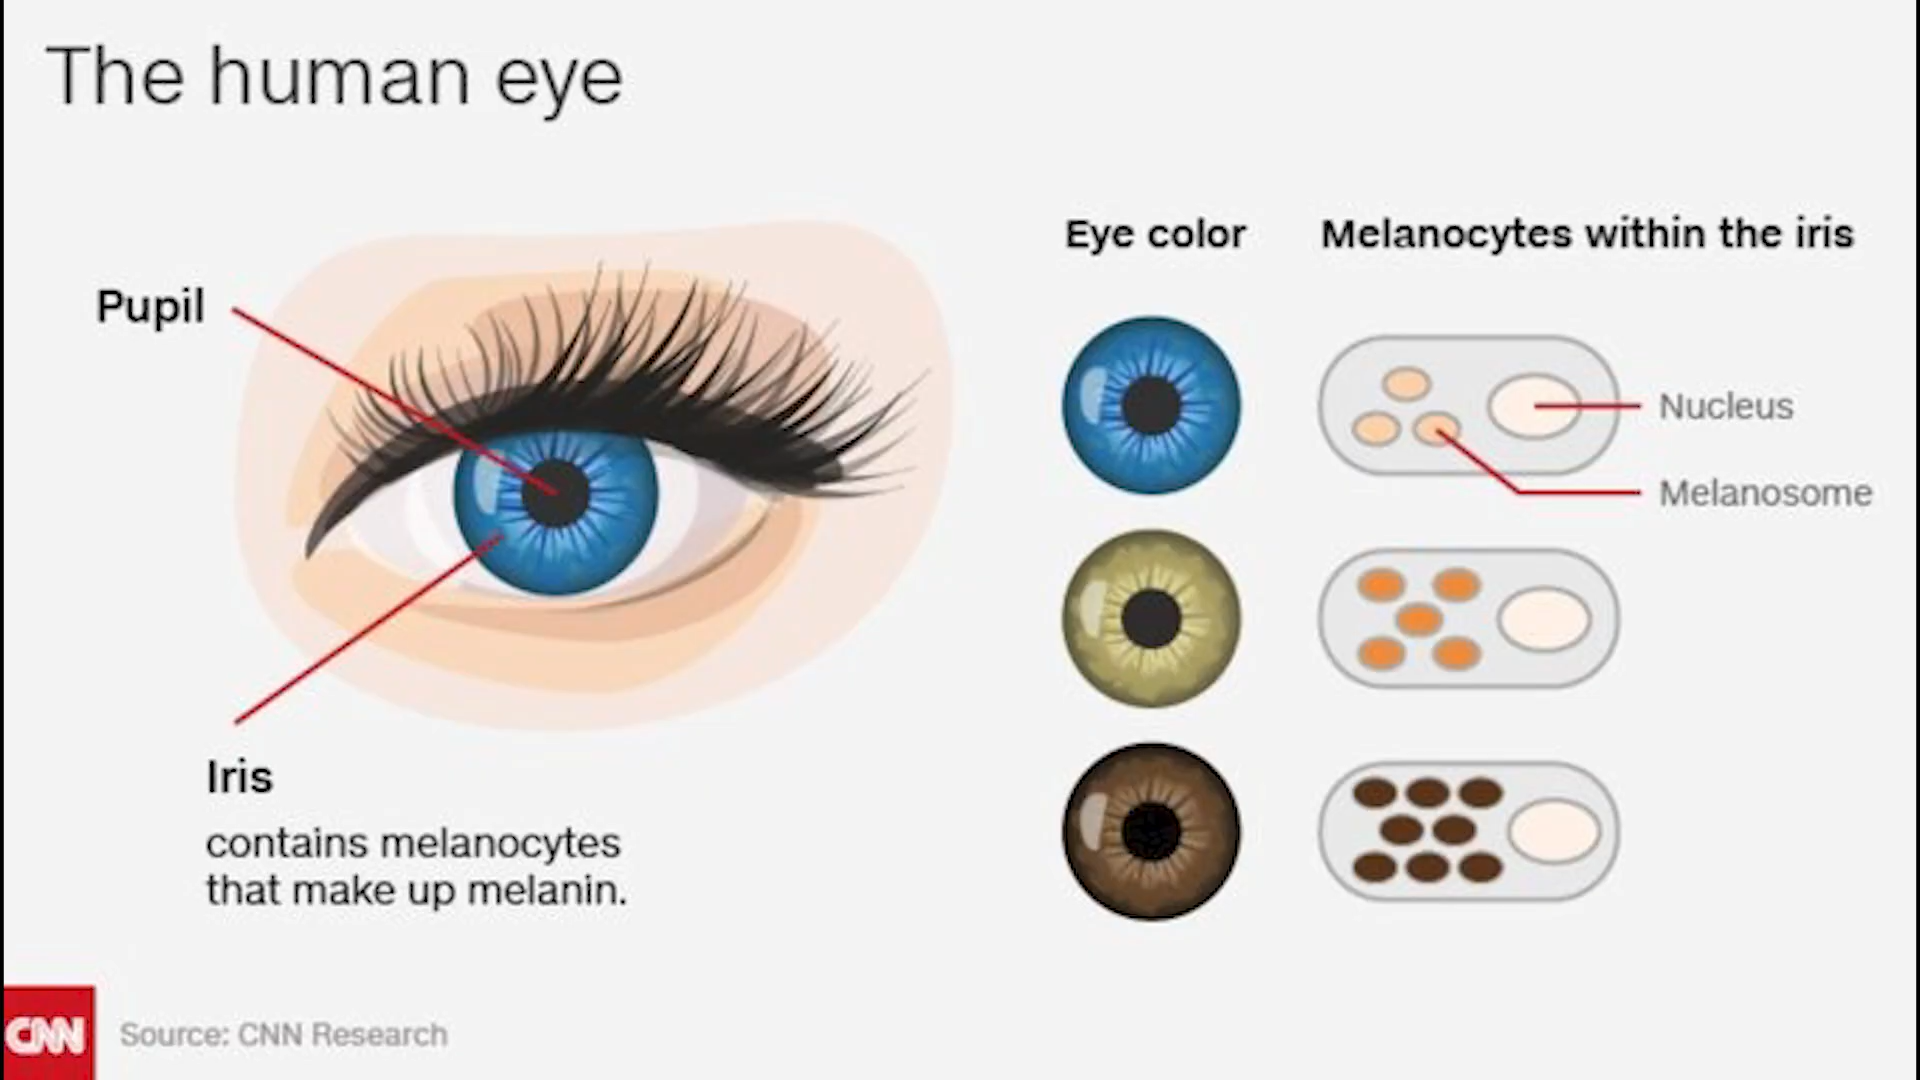 The human eye
Pupil
Iris
contains melanocytes
that make up melanin.
Eye color
Melanocytes within the iris
Nucleus
Melanosome
CNN
Source: CNN Research